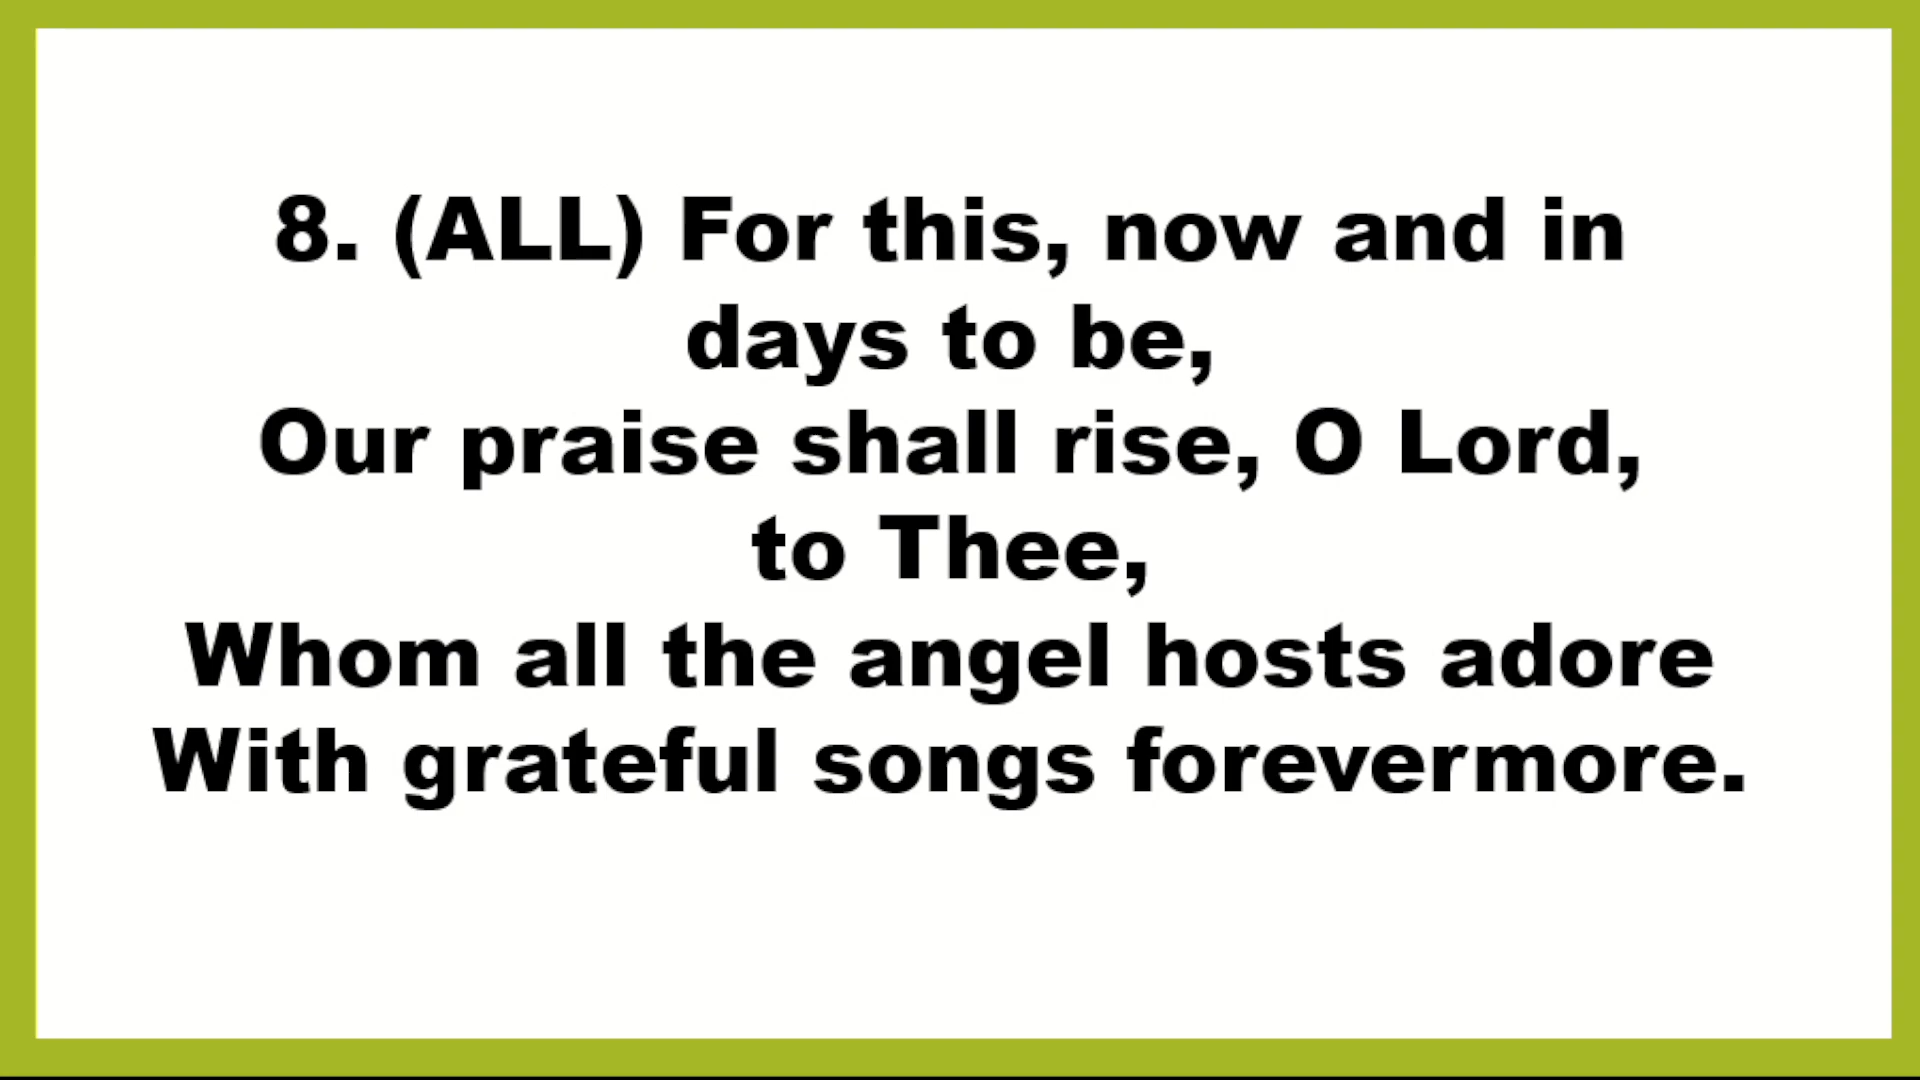 8. (ALL) For this, now and in
days to be,
Our praise shall rise, O Lord,
to Thee,
Whom all the angel hosts adore
With grateful songs forevermore.